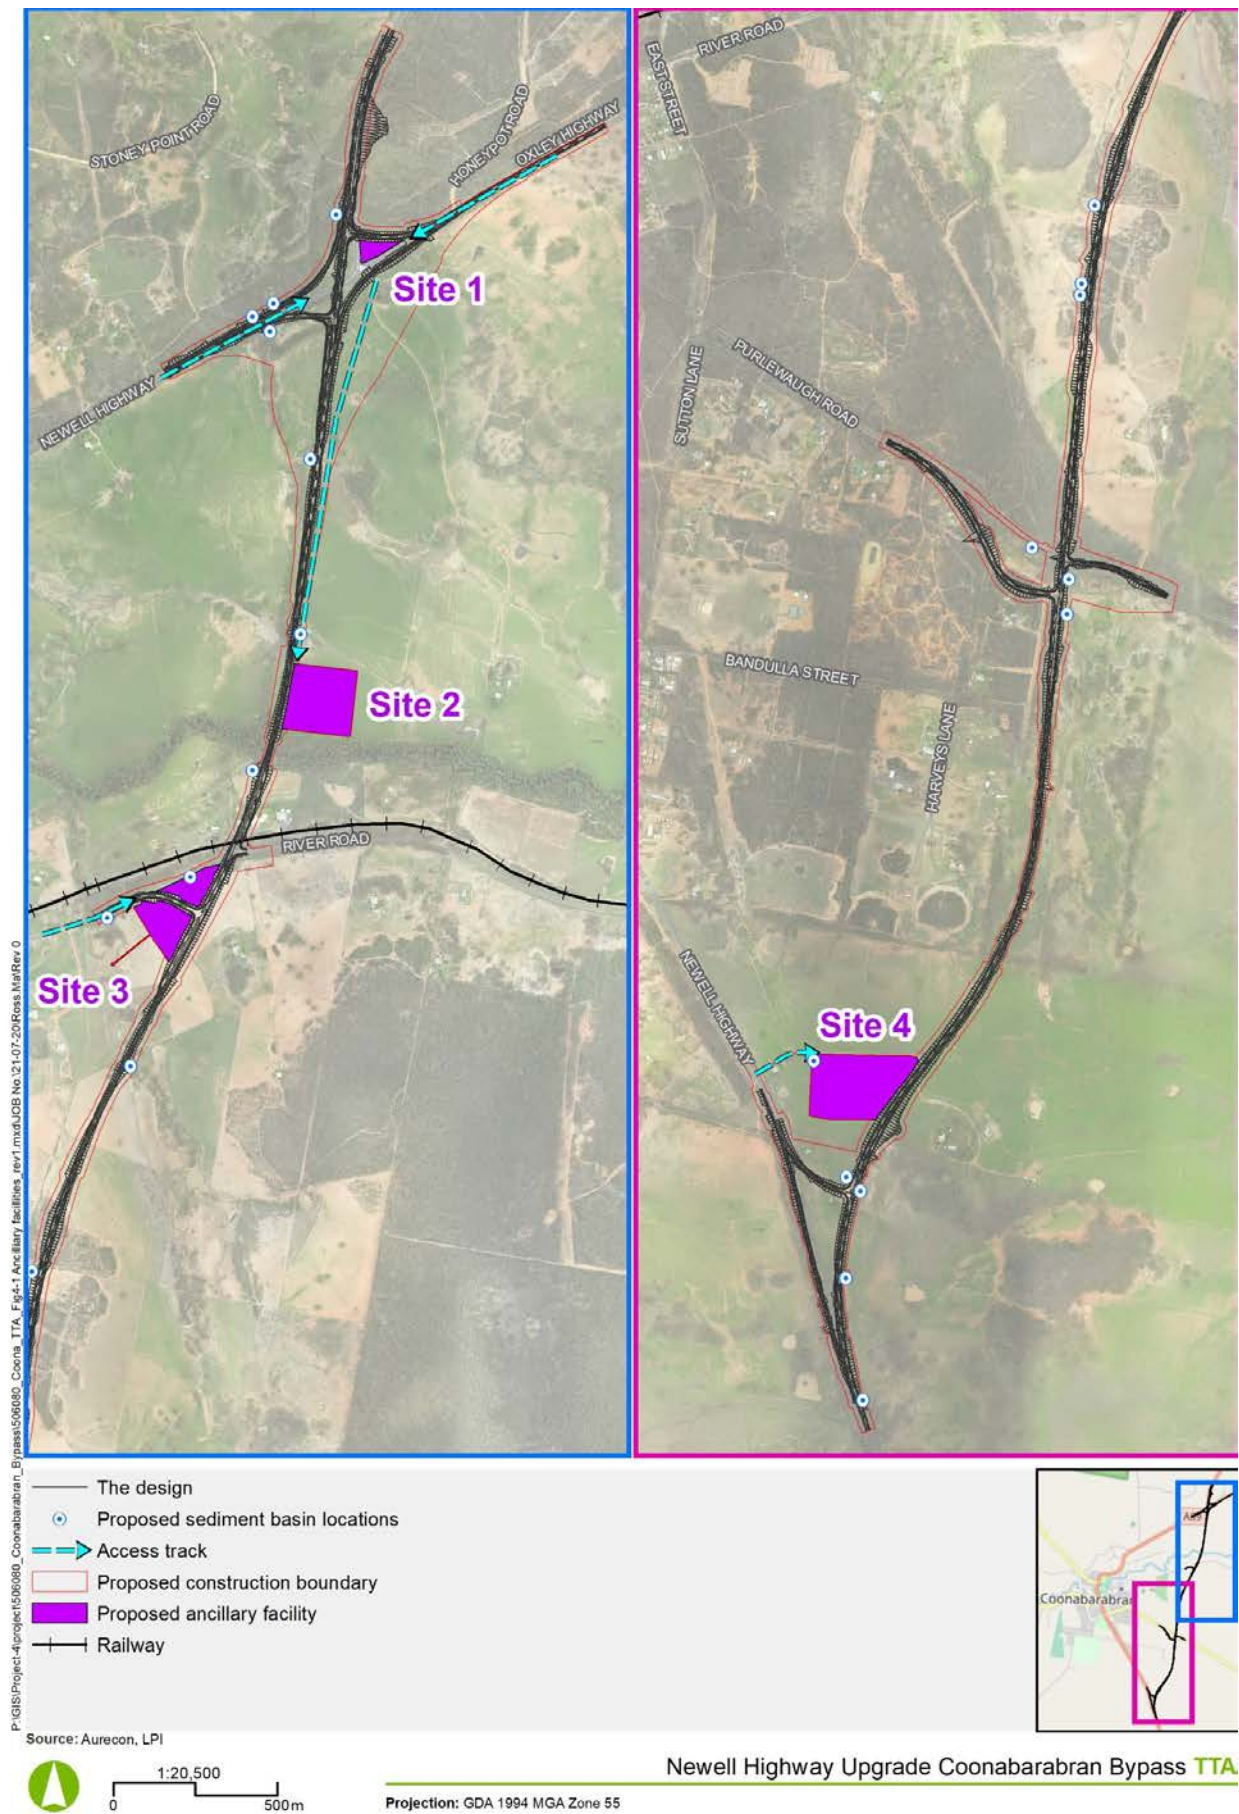 STONEY POINT ROAD
HONEYPOT ROAD
OXLEY HIGHWAY
Site 1
NEWELL HIGHWAY
Site 2
RIVER ROAD
Site 3
EAST STREET
RIVER ROAD
SUTTON LANE
PURLEWAUGH ROAD
BANDULLA STREET
HARVEYS LANE
NEWELL HIGHWAY
Site 4
The design
Proposed sediment basin locations
Access track
Proposed construction boundary
Proposed ancillary facility
Railway
Coonabarabran
Source: Aurecon, LPI
1:20,500
0 500m
Newell Highway Upgrade Coonabarabran Bypass TTA
Projection: GDA 1994 MGA Zone 55